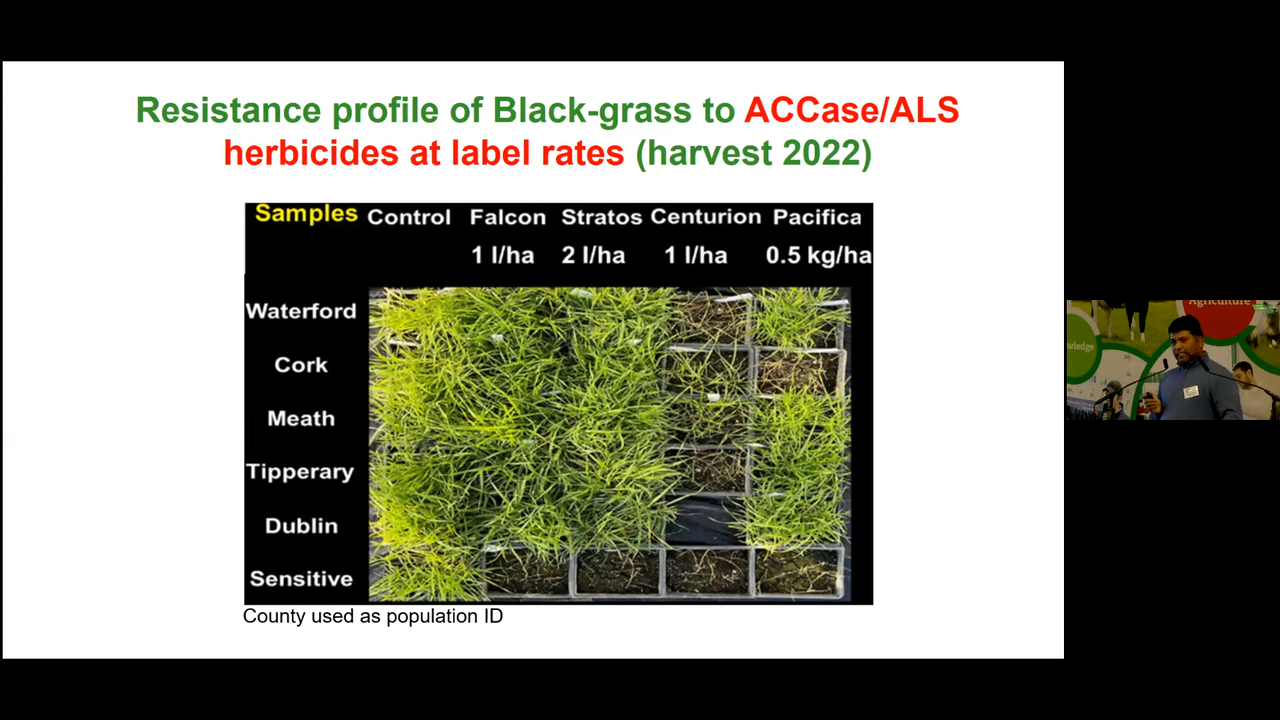 Resistance profile of Black-grass to ACCase/ALS
herbicides at label rates (harvest 2022)
Samples Control Falcon Stratos Centurion Pacifica
1 l/ha 2 l/ha 1 l/ha 0.5 kg/ha
Waterford
Cork
Meath
Tipperary
Dublin
Sensitive
County used as population ID
Agriculture
wledge